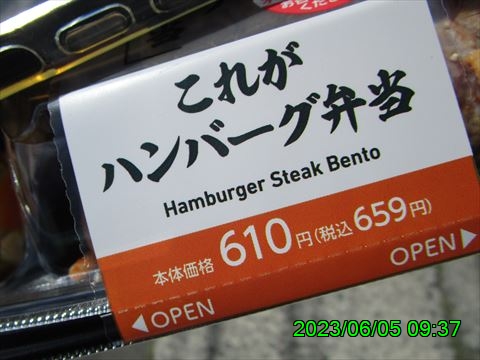 これが
ハンバーグ弁当
Hamburger Steak Bento
本体価格 610円(税込659円)
OPEN▶
◀OPEN
2023/06/05 09:37